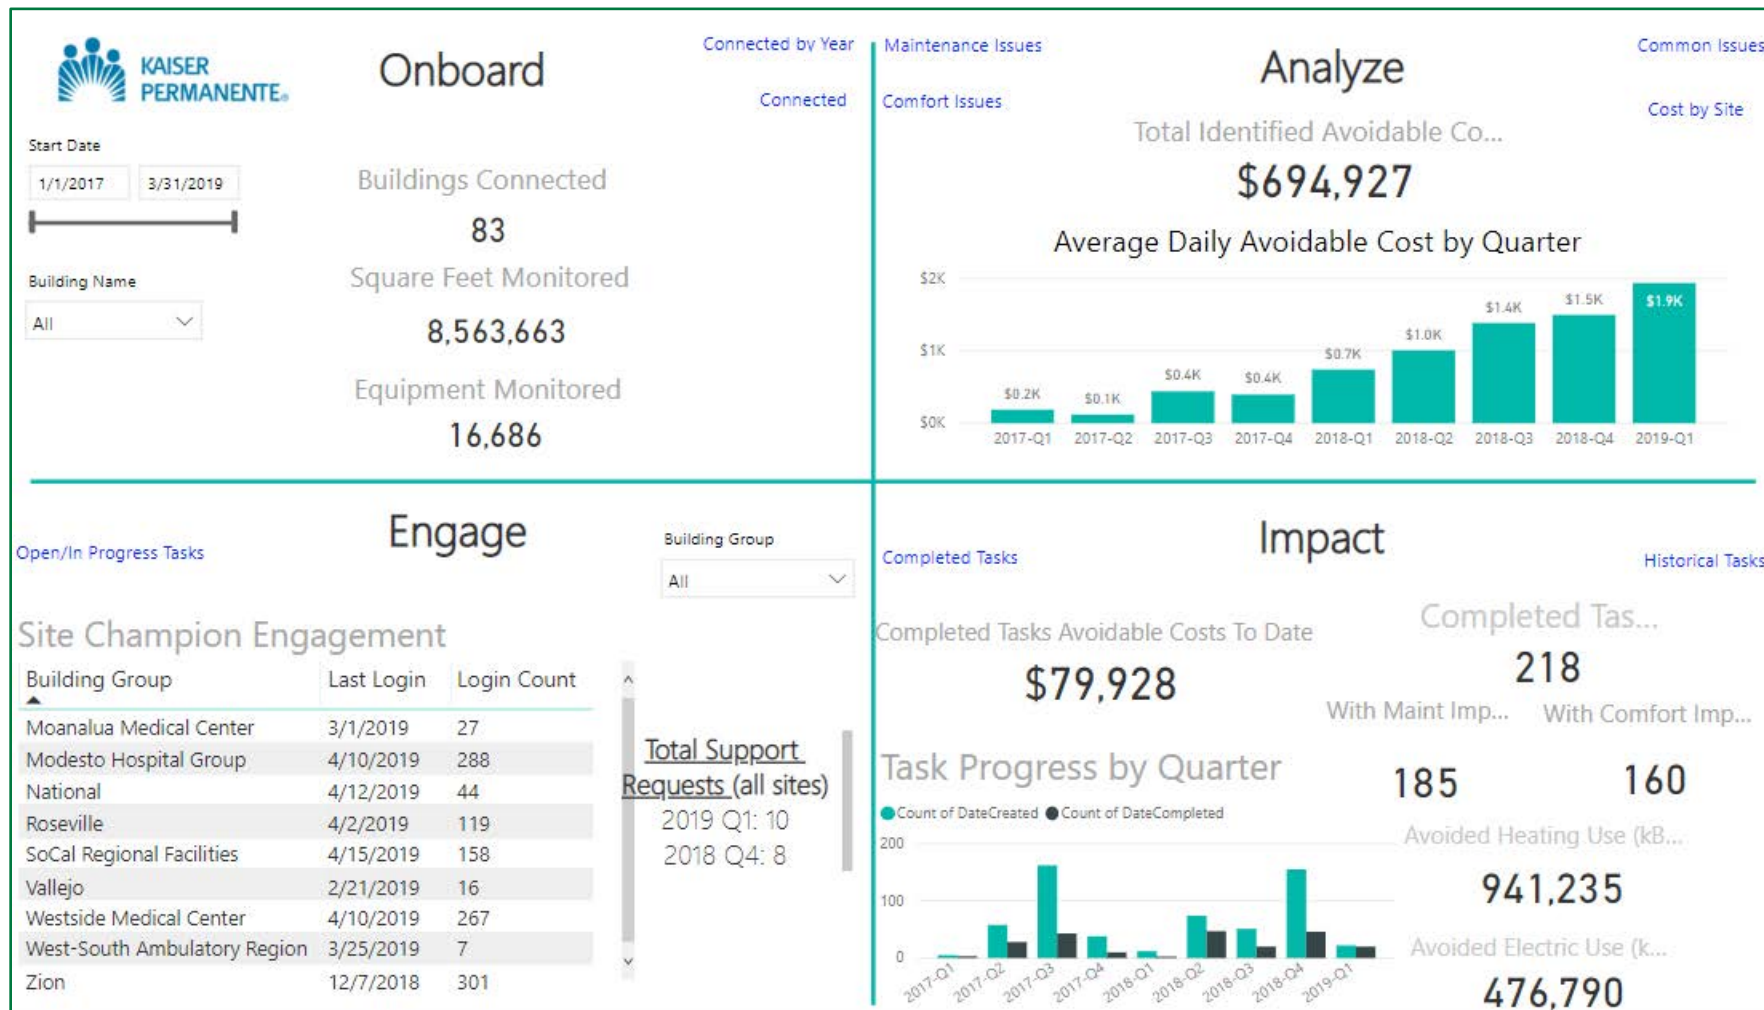 KAISER
PERMANENTE®
Onboard
Connected by Year
Connected
Start Date
1/1/2017 3/31/2019
Building Name
All
Buildings Connected
83
Square Feet Monitored
8,563,663
Equipment Monitored
16,686
Maintenance Issues
Comfort Issues
Analyze
Common Issues
Cost by Site
Total Identified Avoidable Co...
$694,927
Average Daily Avoidable Cost by Quarter
$2K
$1K
$0K
$0.2K $0.1K $0.4K $0.4K $0.7K $1.0K $1.4K $1.5K $1.9K
2017-Q1 2017-Q2 2017-Q3 2017-Q4 2018-Q1 2018-Q2 2018-Q3 2018-Q4 2019-Q1
Open/In Progress Tasks
Engage
Building Group
All
Site Champion Engagement
Building Group Last Login Login Count
Moanalua Medical Center 3/1/2019 27
Modesto Hospital Group 4/10/2019 288
National 4/12/2019 44
Roseville 4/2/2019 119
SoCal Regional Facilities 4/15/2019 158
Vallejo 2/21/2019 16
Westside Medical Center 4/10/2019 267
West-South Ambulatory Region 3/25/2019 7
Zion 12/7/2018 301
Total Support
Requests (all sites)
2019 Q1: 10
2018 Q4: 8
Completed Tasks
Impact
Historical Tasks
Completed Tasks Avoidable Costs To Date
$79,928
Completed Tas...
218
With Maint Imp... With Comfort Imp...
185 160
Task Progress by Quarter
Count of DateCreated Count of DateCompleted
200
100
0
2017-Q1 2017-Q2 2017-Q3 2017-Q4 2018-Q1 2018-Q2 2018-Q3 2018-Q4 2019-Q1
Avoided Heating Use (kB...
941,235
Avoided Electric Use (k...
476,790